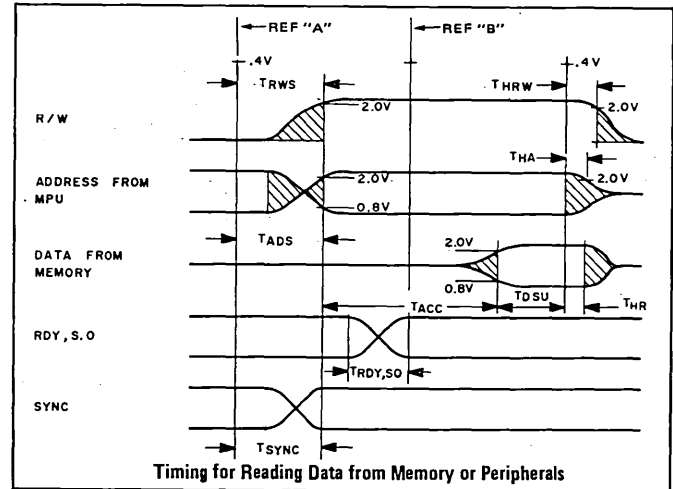 REF "A"
REF "B"
.4V
.4V
TRWS
THRW
2.0V
2.0V
R/W
THA
2.0V
2.0V
ADDRESS FROM
MPU
0.8V
TADS
DATA FROM
MEMORY
2.0V
0.8V
TDSU
TACC
THR
RDY, S.O
TRDY,SO
SYNC
TSYNC
Timing for Reading Data from Memory or Peripherals